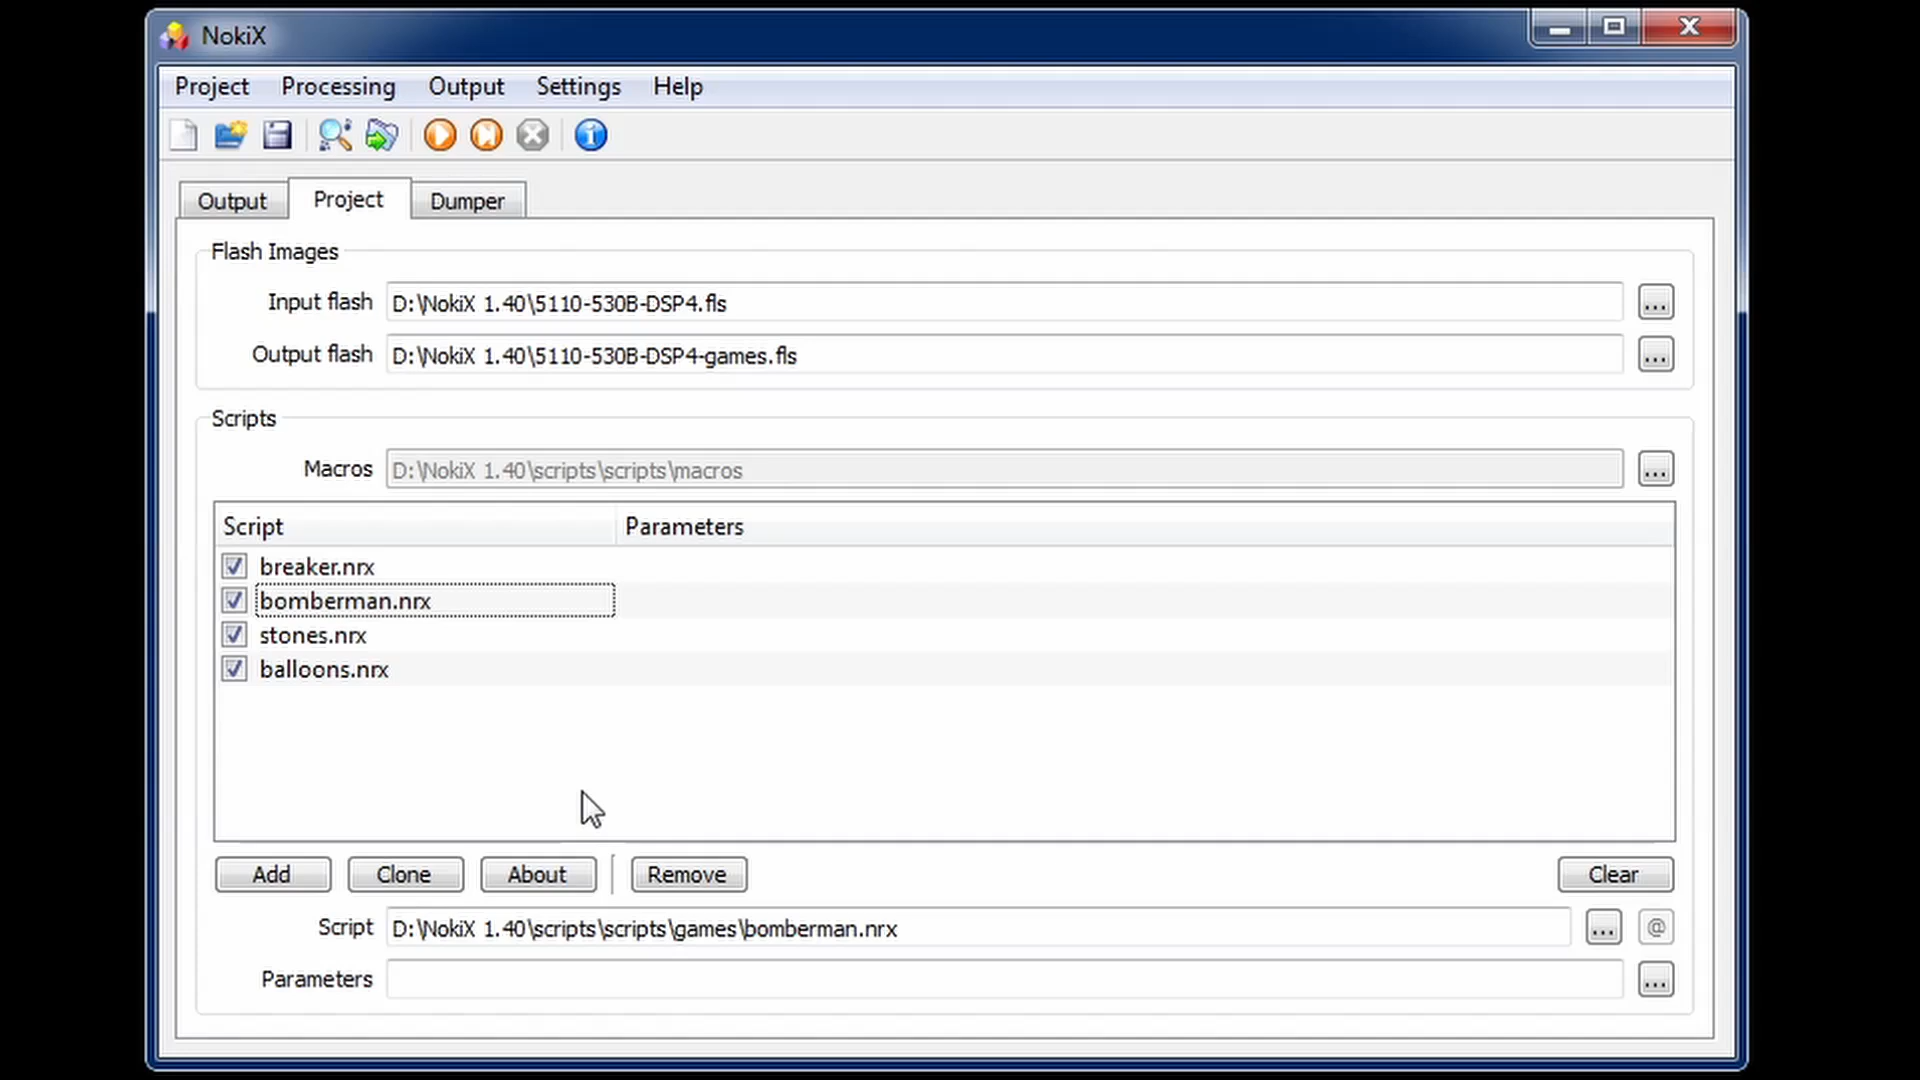 NokiX
Project Processing Output Settings Help
Output Project Dumper
Flash Images
Input flash D:\NokiX 1.40\5110-530B-DSP4.fls ...
Output flash D:\NokiX 1.40\5110-530B-DSP4-games.fls ...
Scripts
Macros D:\NokiX 1.40\scripts\scripts\macros ...
Script Parameters
breaker.nrx
bomberman.nrx
stones.nrx
balloons.nrx
Add Clone About Remove Clear
Script D:\NokiX 1.40\scripts\scripts\games\bomberman.nrx ... @
Parameters ...